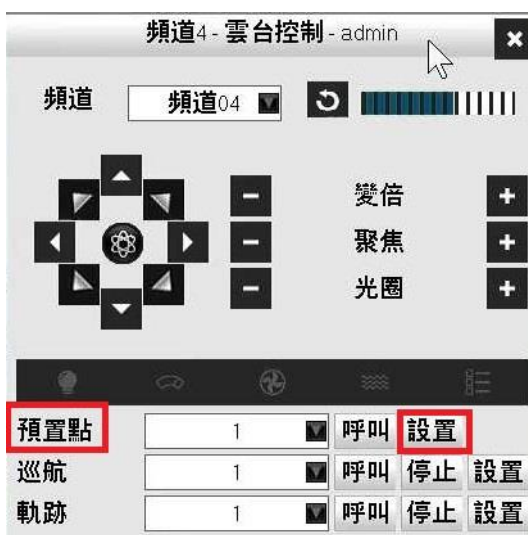 頻道4 - 雲台控制 - admin
頻道 頻道04
變倍
聚焦
光圈
預置點 1 呼叫 設置
巡航 1 呼叫 停止 設置
軌跡 1 呼叫 停止 設置